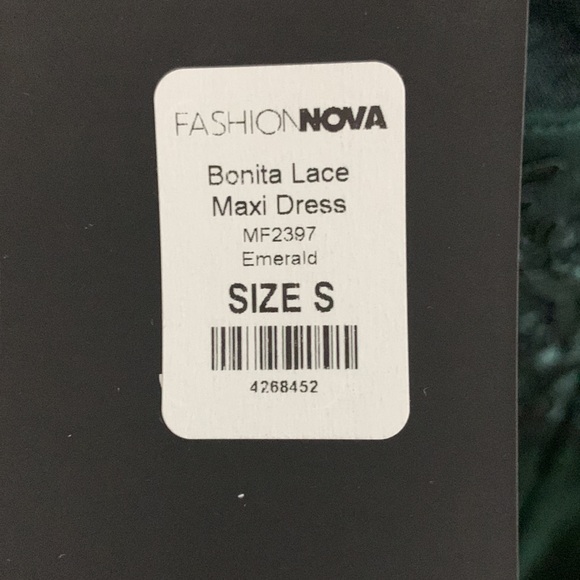 FASHIONNOVA
Bonita Lace
Maxi Dress
MF2397
Emerald
SIZE S
4268452